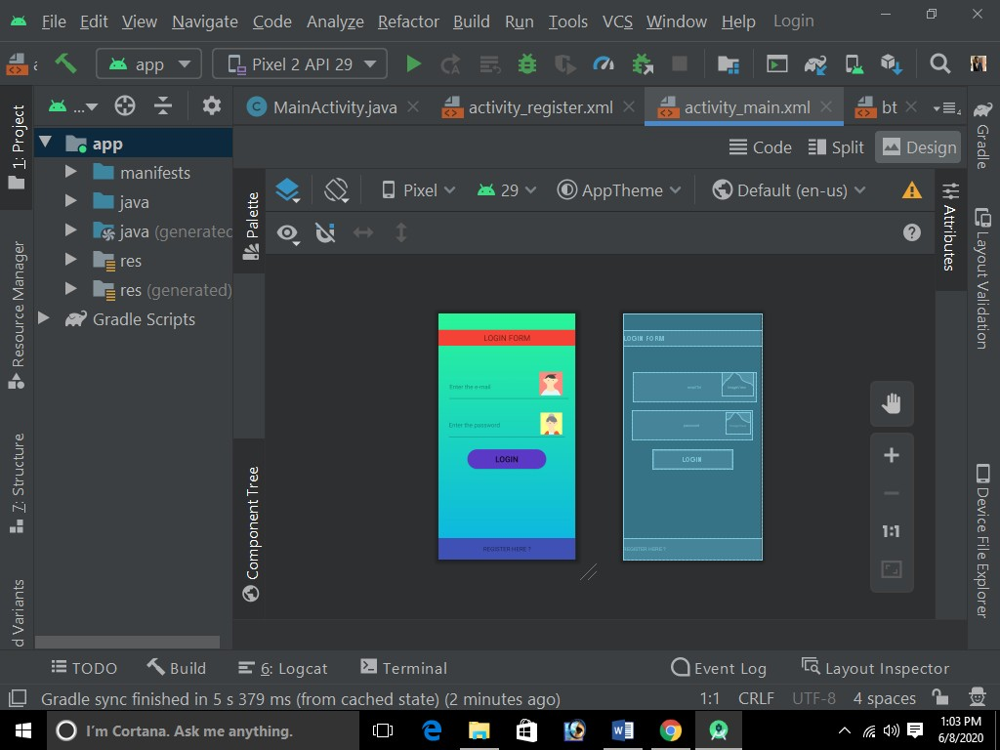 File Edit View Navigate Code Analyze Refactor Build Run Tools VCS Window Help Login
app Pixel 2 API 29
... MainActivity.java activity_register.xml activity_main.xml bt
1: Project
Resource Manager
7: Structure
d Variants
app
manifests
java
java (generated
res
res (generated)
Gradle Scripts
Code Split Design
Palette
Component Tree
Pixel 29 AppTheme Default (en-us)
LOGIN FORM
Enter the e-mail
Enter the password
LOGIN
REGISTER HERE ?
LOGIN FORM
LOGIN
REGISTER HERE ?
1:1
Attributes
Gradle
Layout Validation
Device File Explorer
TODO Build 6: Logcat Terminal Event Log Layout Inspector
Gradle sync finished in 5 s 379 ms (from cached state) (2 minutes ago) 1:1 CRLF UTF-8 4 spaces
I'm Cortana. Ask me anything.
1:03 PM
6/8/2020